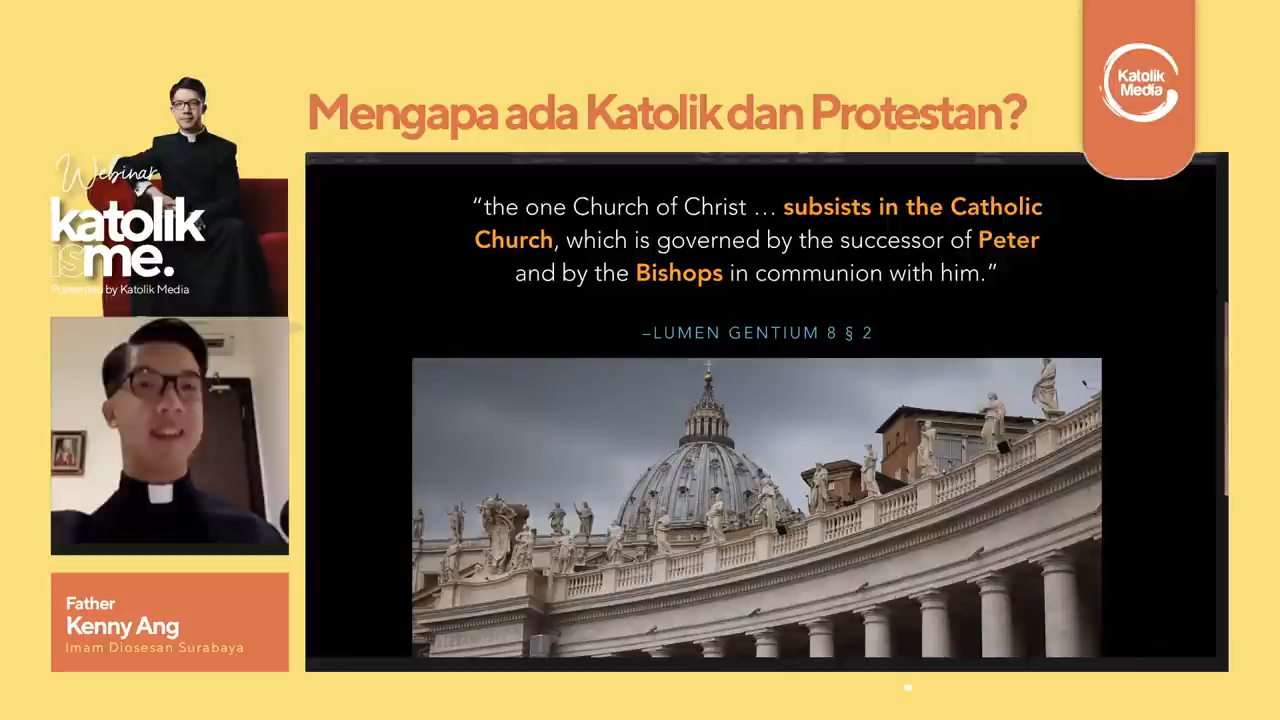 Katolik
Media
Mengapa ada Katolik dan Protestan?
Webinar
katolik
isme.
Presented by Katolik Media
“the one Church of Christ … subsists in the Catholic
Church, which is governed by the successor of Peter
and by the Bishops in communion with him.”
–LUMEN GENTIUM 8 § 2
Father
Kenny Ang
Imam Diosesan Surabaya